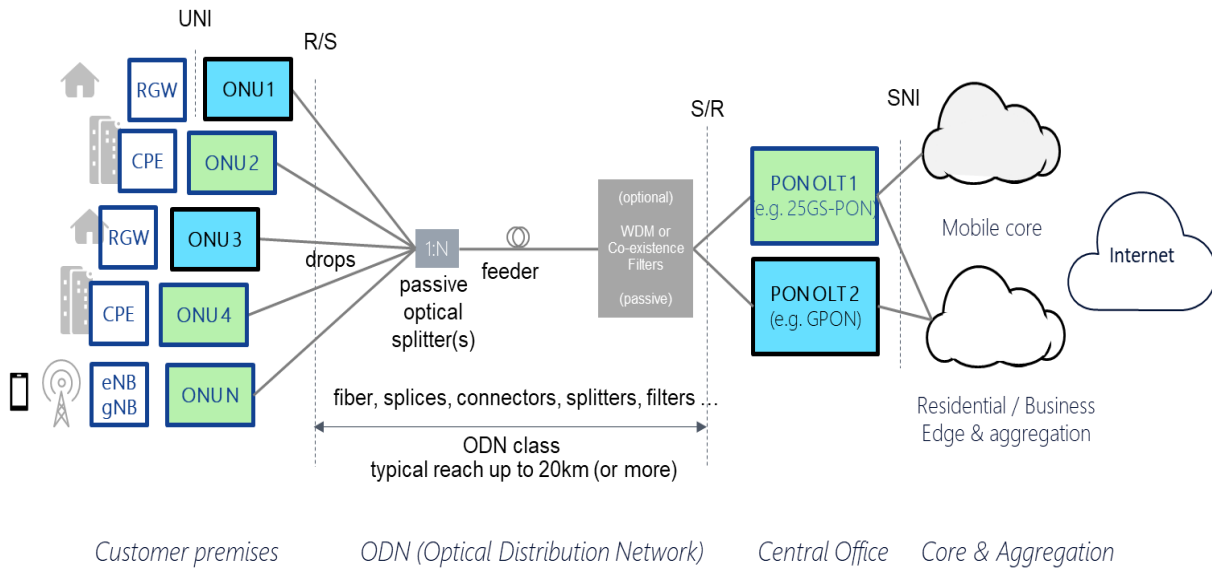 UNI
R/S
RGW
ONU1
S/R
SNI
CPE
ONU2
PON OLT1
(e.g. 25GS-PON)
(optional)
WDM or
Co-existence
Filters
(passive)
Mobile core
RGW
ONU3
drops
1:N
feeder
Internet
passive
optical
splitter(s)
PON OLT2
(e.g. GPON)
CPE
ONU4
eNB
gNB
ONU N
fiber, splices, connectors, splitters, filters ...
Residential / Business
Edge & aggregation
ODN class
typical reach up to 20km (or more)
Customer premises
ODN (Optical Distribution Network)
Central Office
Core & Aggregation